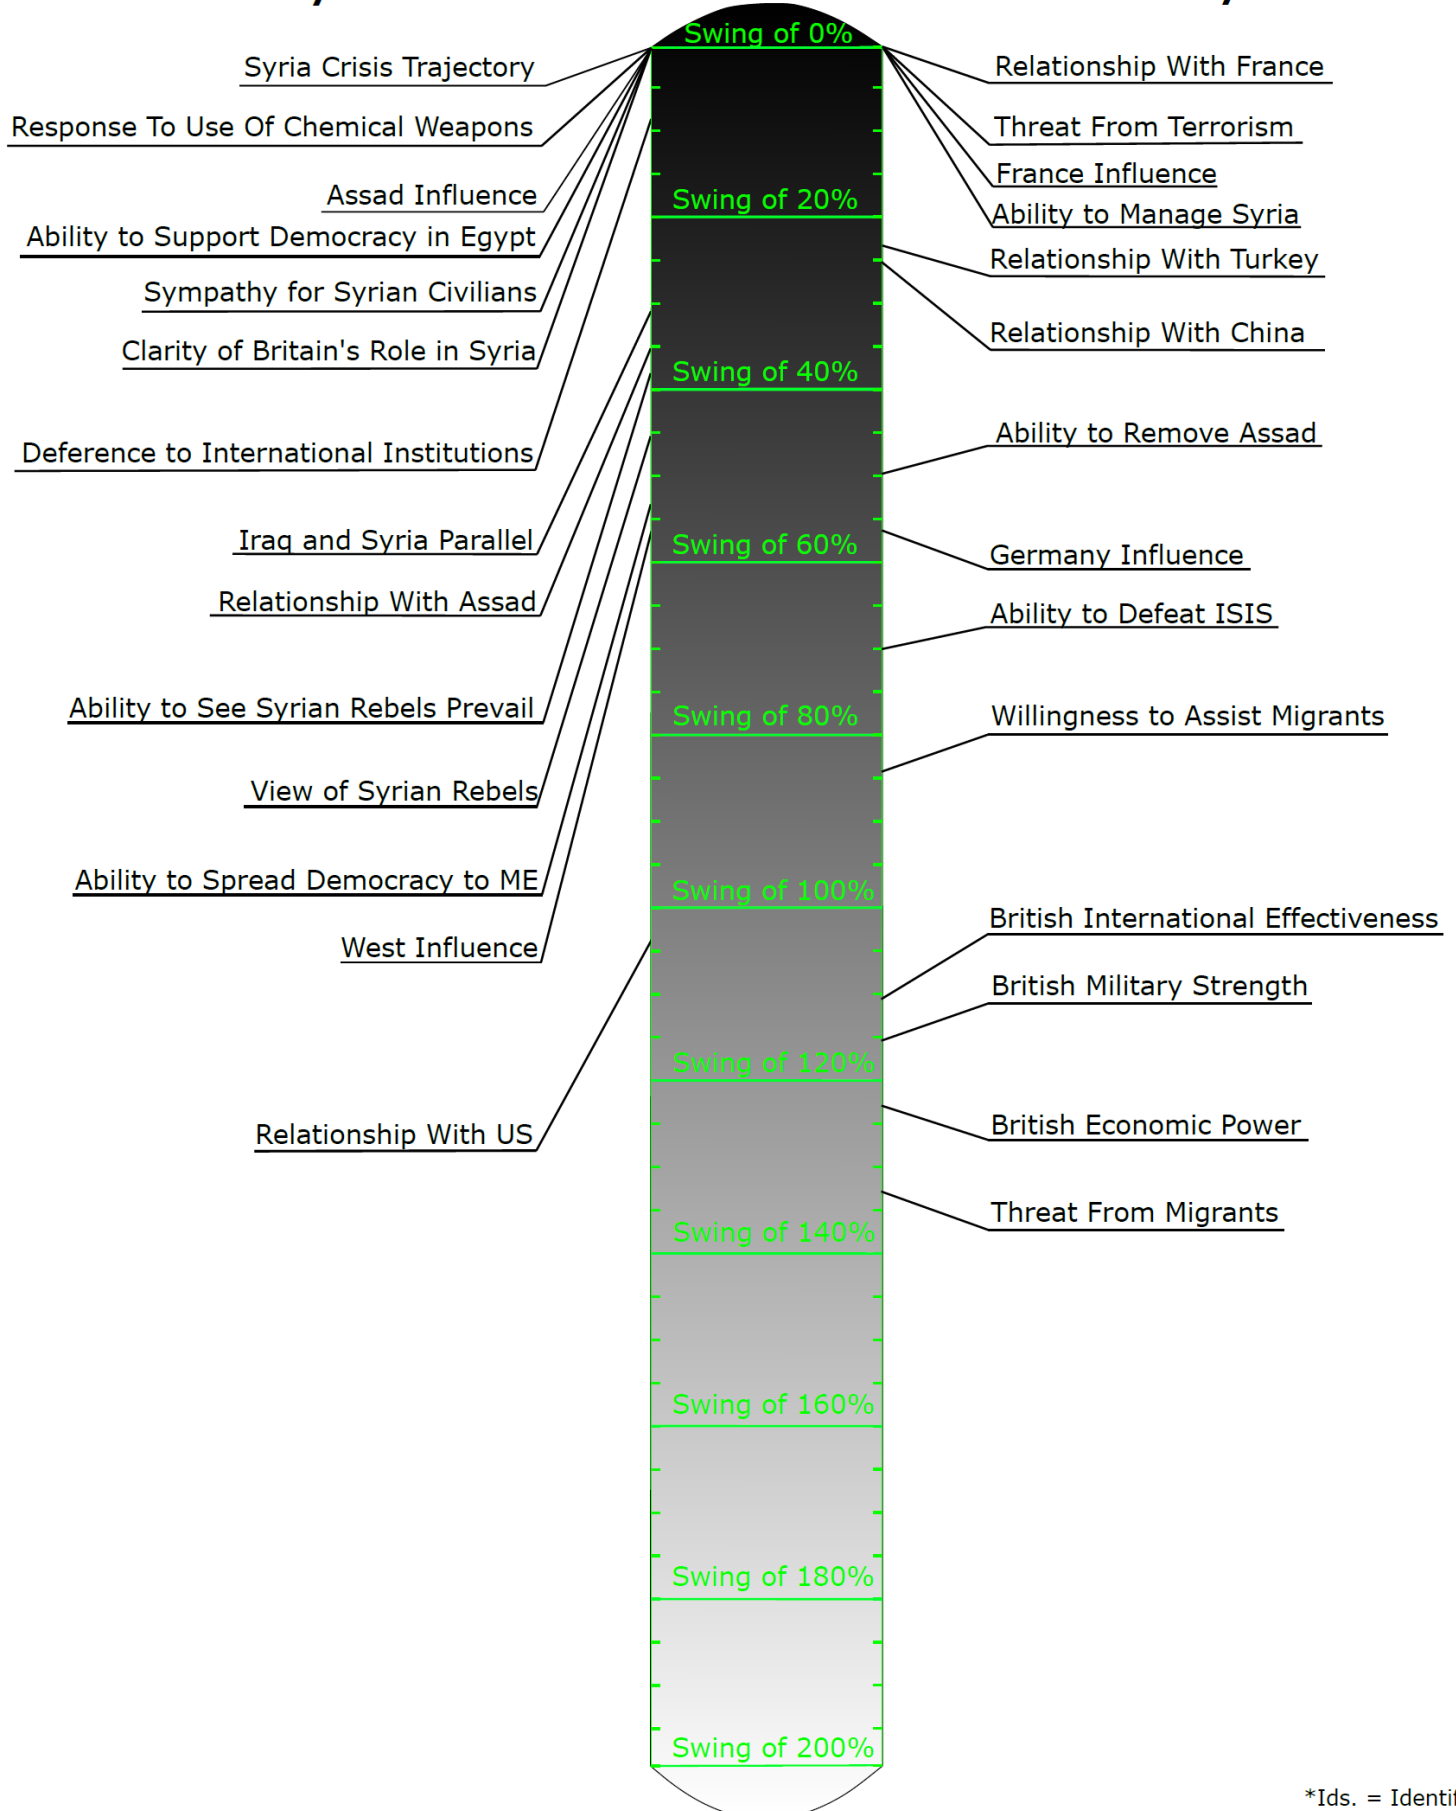 Swing of 0%
Syria Crisis Trajectory
Response To Use Of Chemical Weapons
Assad Influence
Ability to Support Democracy in Egypt
Sympathy for Syrian Civilians
Clarity of Britain's Role in Syria
Deference to International Institutions
Iraq and Syria Parallel
Relationship With Assad
Ability to See Syrian Rebels Prevail
View of Syrian Rebels
Ability to Spread Democracy to ME
West Influence
Relationship With US
Swing of 20%
Swing of 40%
Swing of 60%
Swing of 80%
Swing of 100%
Swing of 120%
Swing of 140%
Swing of 160%
Swing of 180%
Swing of 200%
Relationship With France
Threat From Terrorism
France Influence
Ability to Manage Syria
Relationship With Turkey
Relationship With China
Ability to Remove Assad
Germany Influence
Ability to Defeat ISIS
Willingness to Assist Migrants
British International Effectiveness
British Military Strength
British Economic Power
Threat From Migrants
*Ids. = Identif